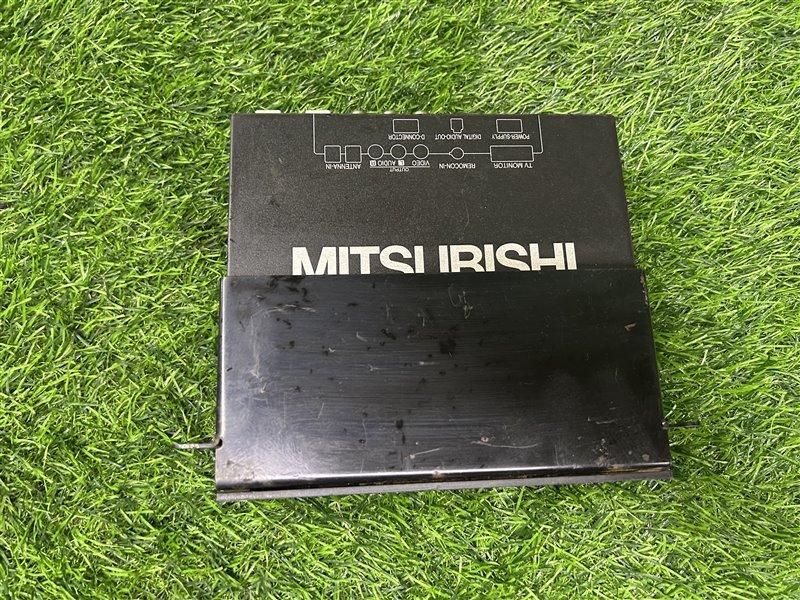 POWER-SUPPLY DIGITAL AUDIO-OUT D-CONNECTOR
TV MONITOR REMOCON-IN VIDEO L AUDIO R ANTENNA-IN
OUTPUT
MITSUBISHI